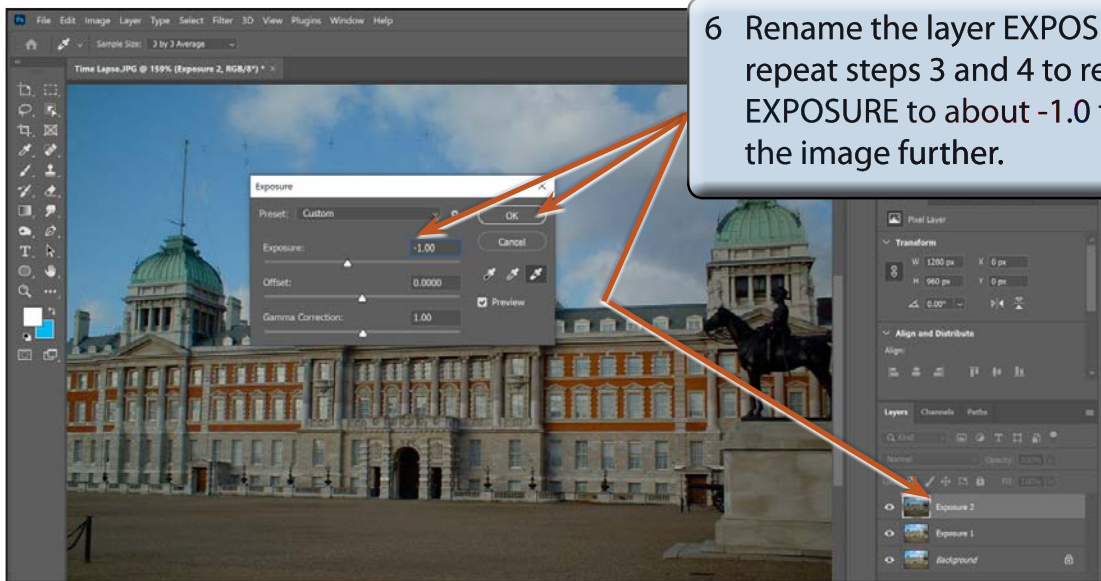 Ps File Edit Image Layer Type Select Filter 3D View Plugins Window Help
Sample Size: 3 by 3 Average
Time Lapse.JPG @ 159% (Exposure 2, RGB/8*) * ×
6 Rename the layer EXPOS
repeat steps 3 and 4 to re
EXPOSURE to about -1.0
the image further.
Exposure
Preset: Custom
OK
Exposure: -1.00
Cancel
Offset: 0.0000
Preview
Gamma Correction: 1.00
Pixel Layer
Transform
W 1280 px X 0 px
H 960 px Y 0 px
0.00°
Align and Distribute
Align:
Layers Channels Paths
Kind
Normal Opacity: 100%
Fill: 100%
Exposure 2
Exposure 1
Background